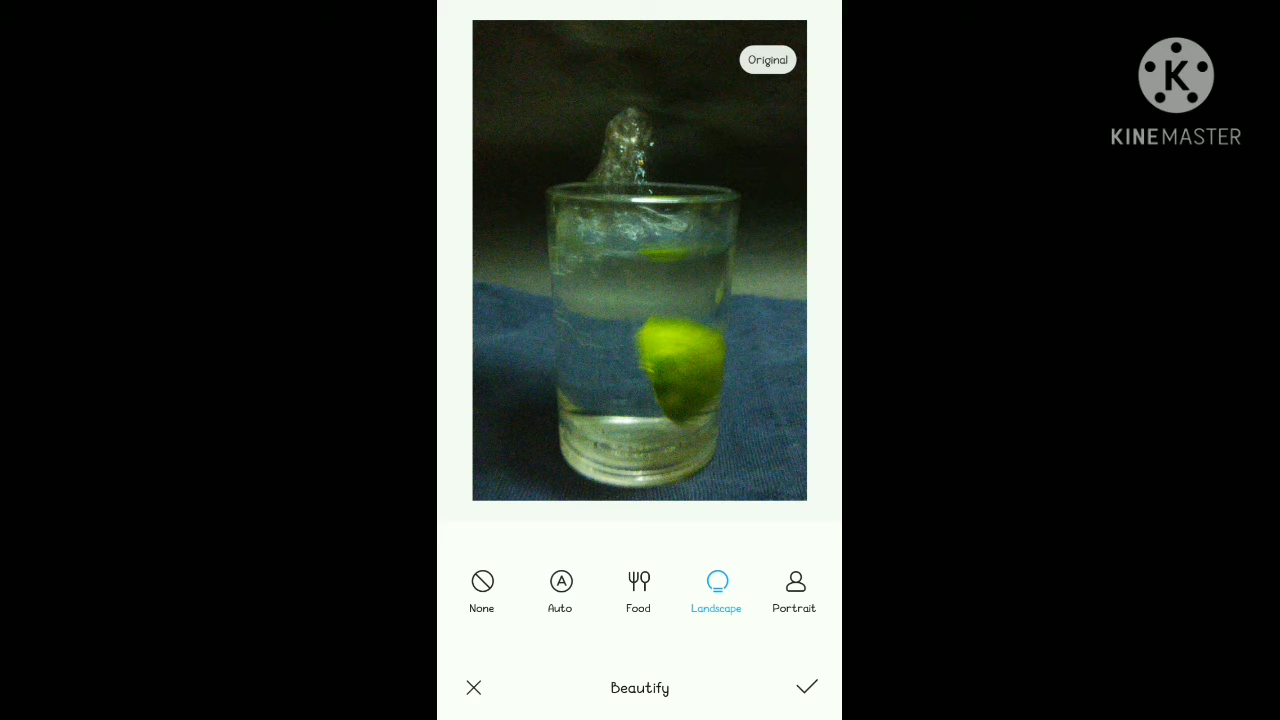 Original
K
KINEMASTER
None
Auto
Food
Landscape
Portrait
Beautify